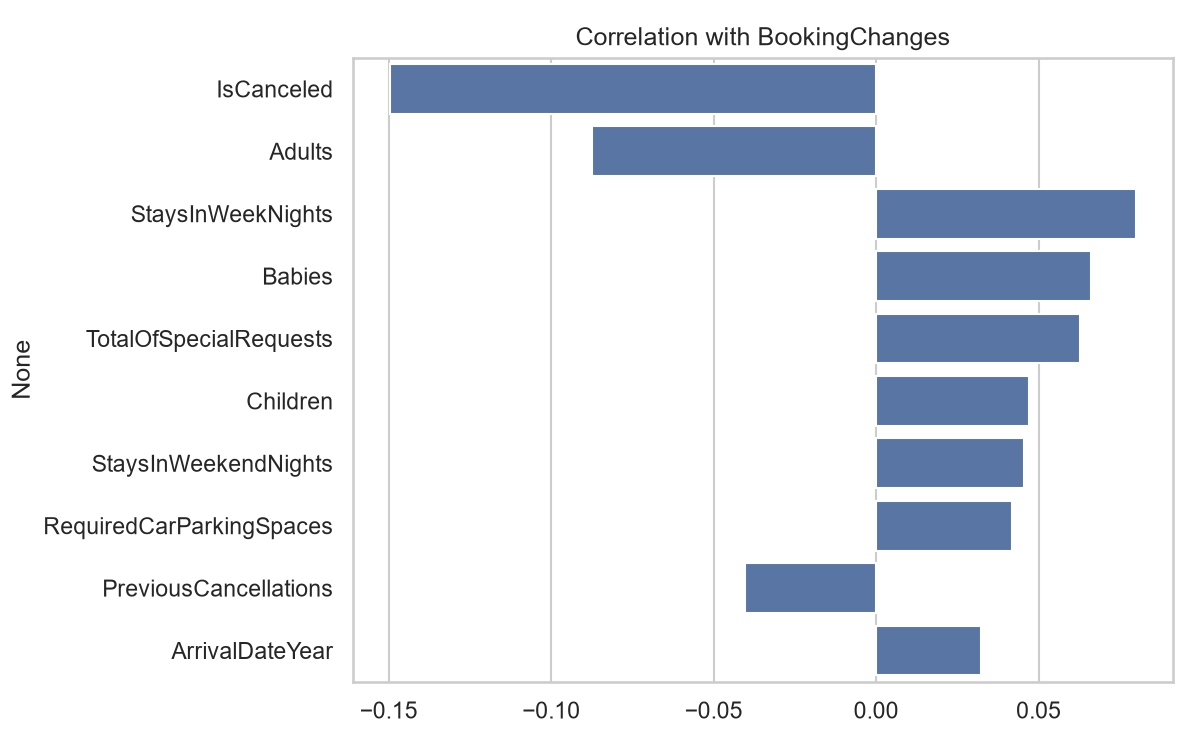 Correlation with BookingChanges
IsCanceled
Adults
StaysInWeekNights
Babies
TotalOfSpecialRequests
Children
StaysInWeekendNights
RequiredCarParkingSpaces
PreviousCancellations
ArrivalDateYear
None
−0.15 −0.10 −0.05 0.00 0.05